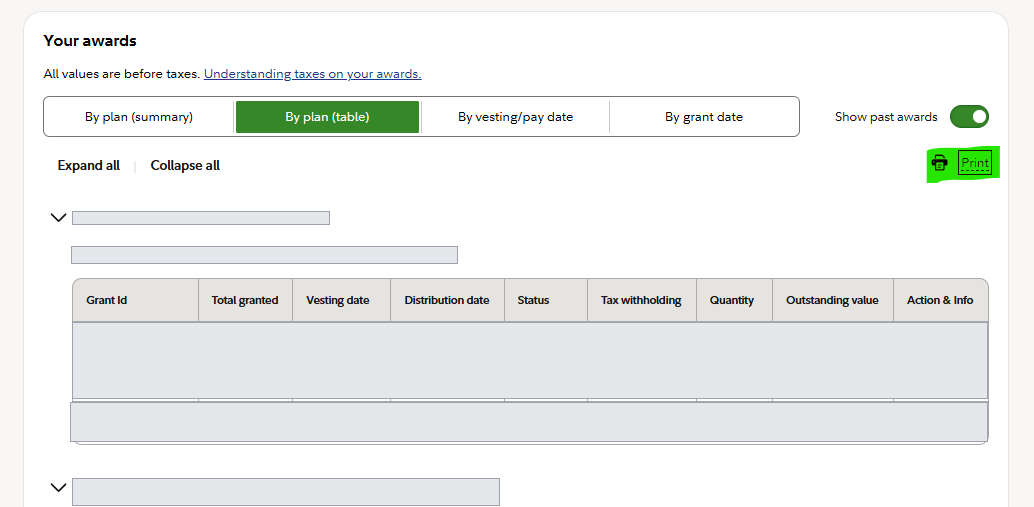 Your awards
All values are before taxes. Understanding taxes on your awards.
By plan (summary) By plan (table) By vesting/pay date By grant date Show past awards
Expand all Collapse all Print
Grant Id Total granted Vesting date Distribution date Status Tax withholding Quantity Outstanding value Action & Info